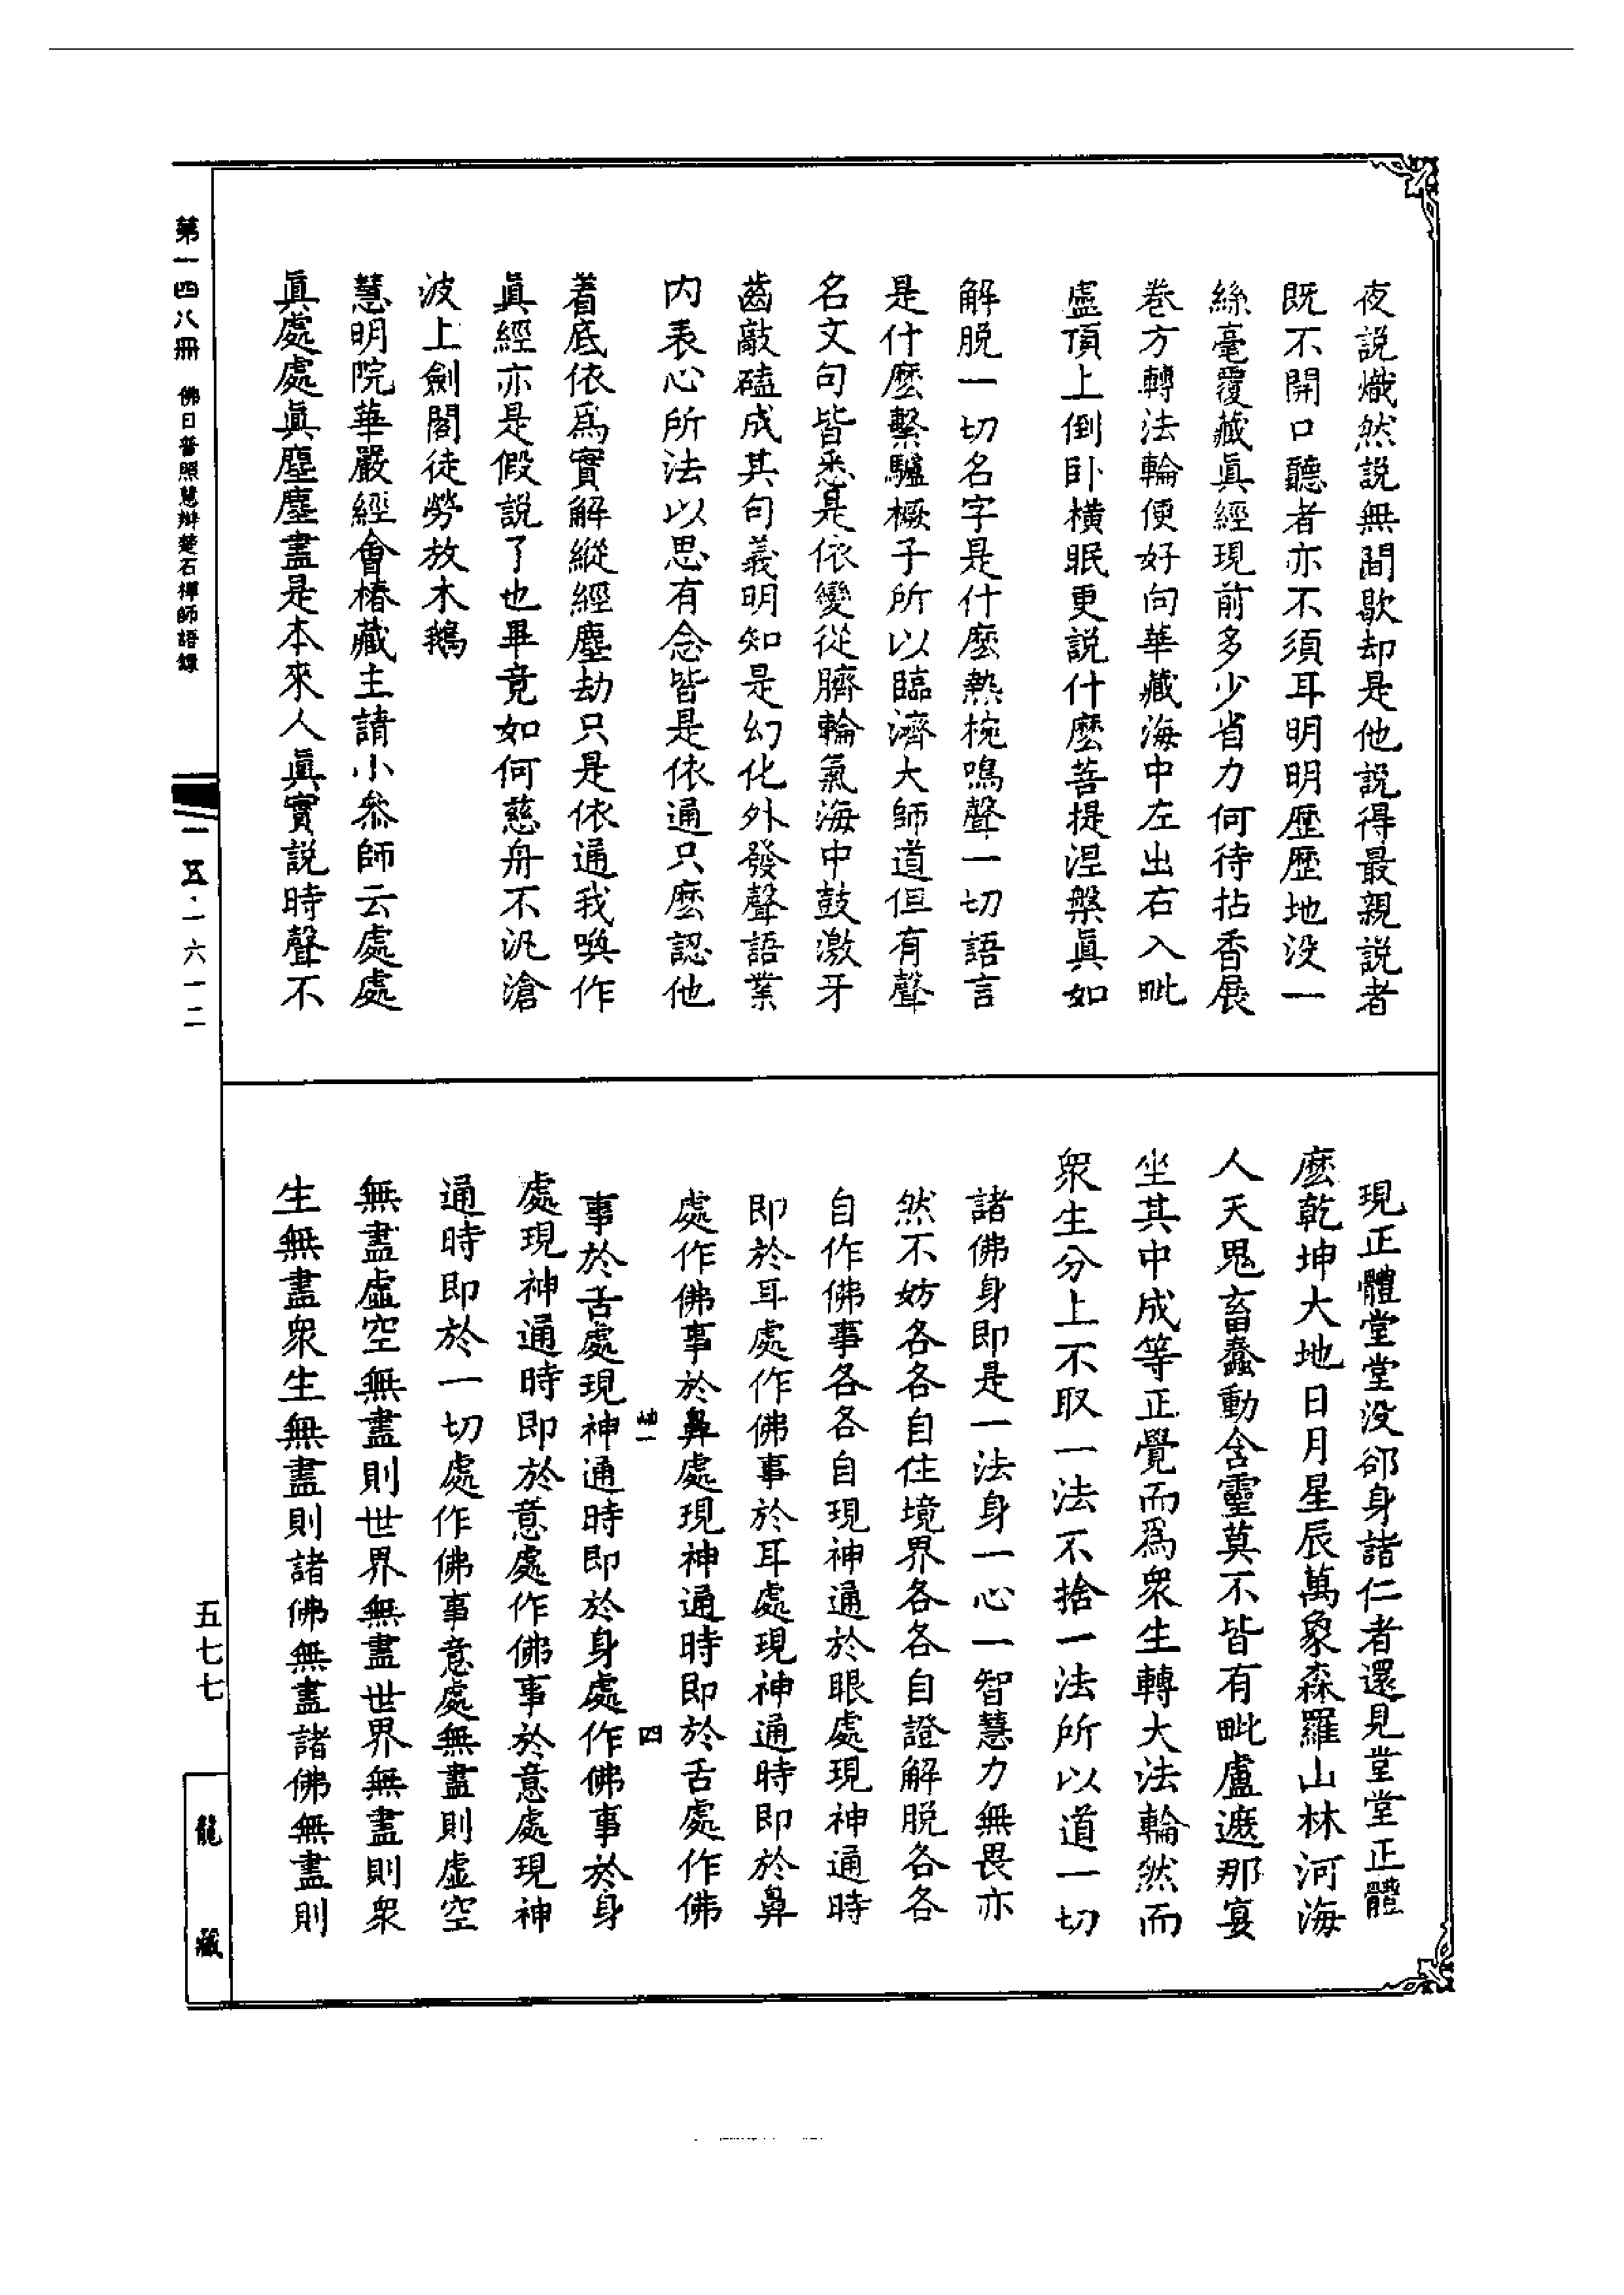 夜説熾然説無間歇却是他説得最親説者
既不開口聽者亦不須耳明明歷歷地没一
絲毫覆藏眞經現前多少省力何待拈香展
卷方轉法輪便好向華藏海中左出右入毗
盧頂上倒卧橫眠更説什麽菩提涅槃眞如
解脱一切名字是什麽熱椀鳴聲一切語言
是什麽繫驢橛子所以臨濟大師道但有聲
名文句皆悉是依變從臍輪氣海中鼓激牙
齒敲磕成其句義明知是幻化外發聲語業
内表心所法以思有念皆是依通只麽認他
着底依爲實解縱經塵劫只是依通我喚作
眞經亦是假説了也畢竟如何慈舟不汎滄
波上劍閣徒勞放木鵝
慧明院華嚴經會椿藏主請小叅師云處處
眞處處眞塵塵盡是本來人眞實説時聲不
現正體堂堂没卻身諸仁者還見堂堂正體
麽乾坤大地日月星辰萬象森羅山林河海
人天鬼畜蠢動含靈莫不皆有毗盧遮那宴
坐其中成等正覺而爲衆生轉大法輪然而
衆生分上不取一法不捨一法所以道一切
諸佛身即是一法身一心一智慧力無畏亦
然不妨各各自住境界各各自證解脱各各
自作佛事各各自現神通於眼處現神通時
即於耳處作佛事於耳處現神通時即於鼻
處作佛事於鼻處現神通時即於舌處作佛
岫一 四
事於舌處現神通時即於身處作佛事於身
處現神通時即於意處作佛事於意處現神
通時即於一切處作佛事意處無盡則虛空
無盡虛空無盡則世界無盡世界無盡則衆
生無盡衆生無盡則諸佛無盡諸佛無盡則
第一四八冊 佛日普照慧辯楚石禪師語錄
一五·一六一二
五七七
龍藏